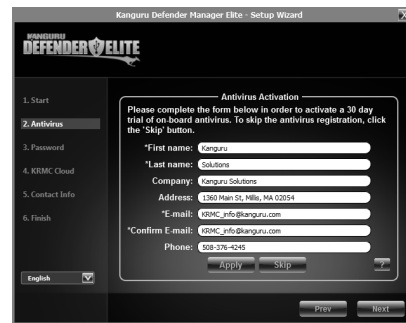 Kanguru Defender Manager Elite - Setup Wizard
X
KANGURU
DEFENDER ELITE
1. Start
2. Antivirus
3. Password
4. KRMC Cloud
5. Contact Info
6. Finish
English
Antivirus Activation
Please complete the form below in order to activate a 30 day
trial of on-board antivirus. To skip the antivirus registration, click
the 'Skip' button.
*First name: Kanguru
*Last name: Solutions
Company: Kanguru Solutions
Address: 1360 Main St, Millis, MA 02054
*E-mail: KRMC_info@kanguru.com
*Confirm E-mail: KRMC_info@kanguru.com
Phone: 508-376-4245
Apply Skip ?
Prev Next